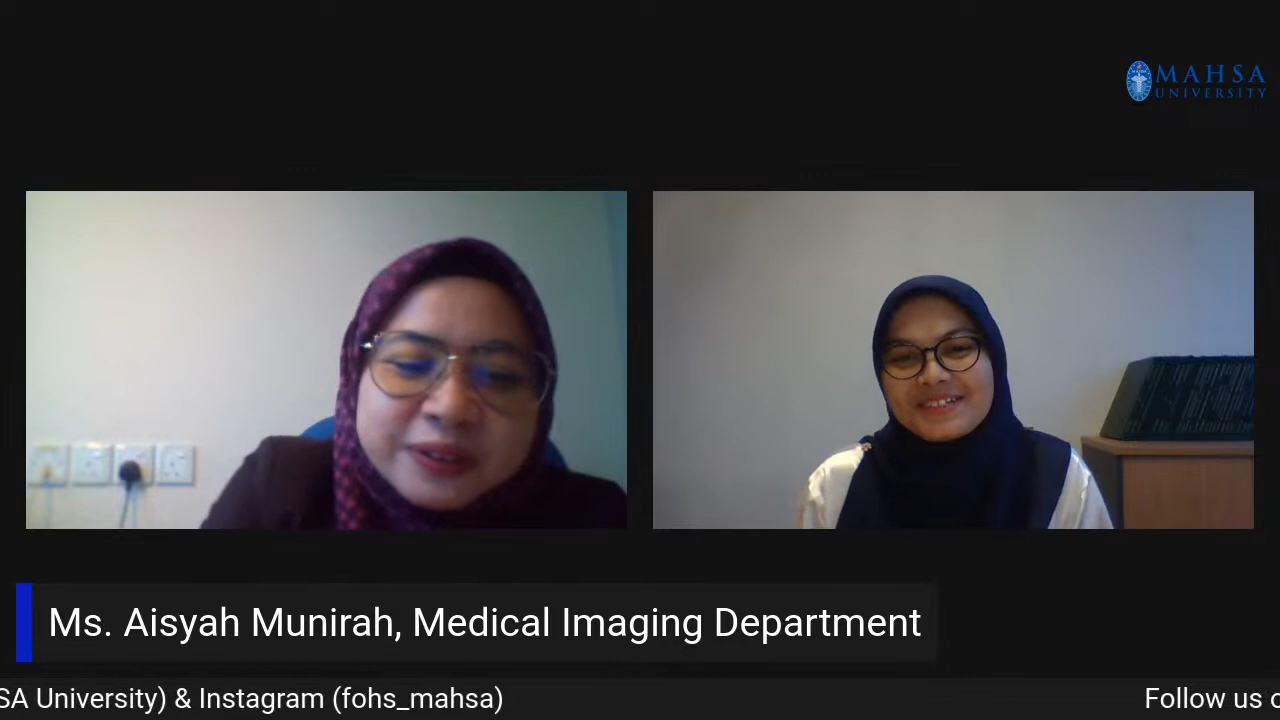 MAHSA
UNIVERSITY
Ms. Aisyah Munirah, Medical Imaging Department
SA University) & Instagram (fohs_mahsa)
Follow us o